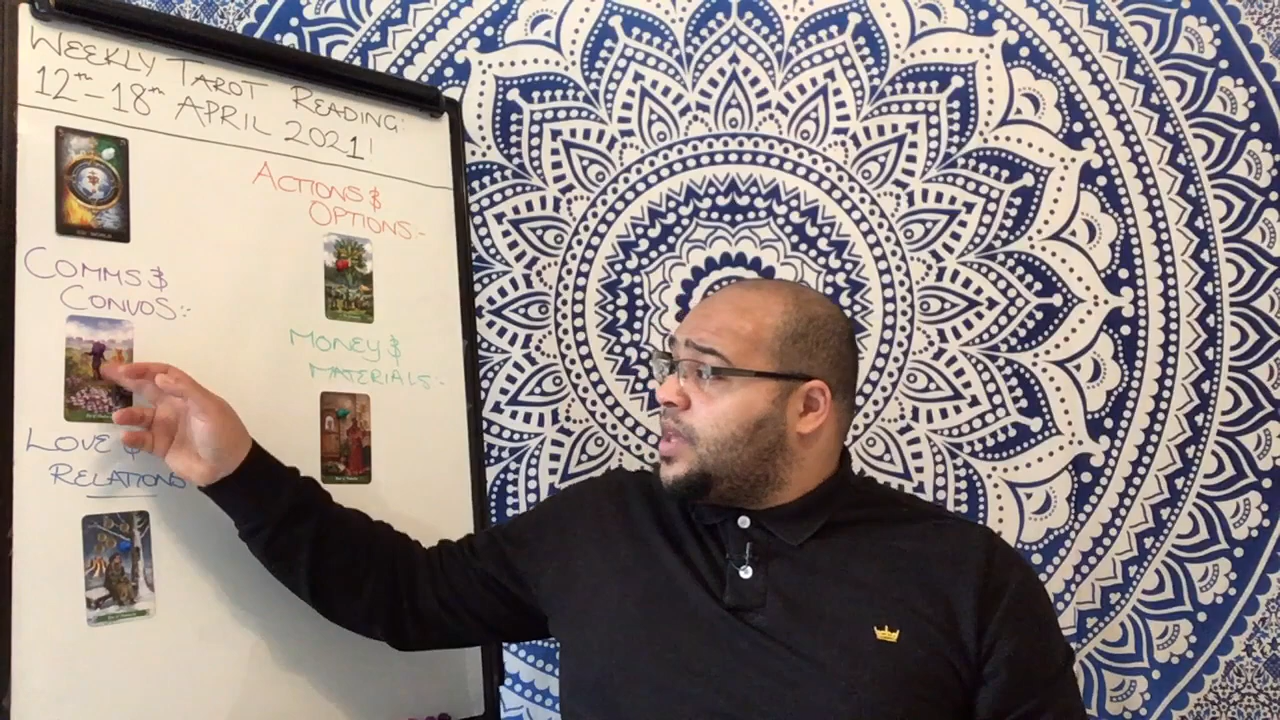 WEEKLY TAROT READING:
12th – 18th APRIL 2021!
ACTIONS &
OPTIONS:-
COMMS &
CONVOS:-
MONEY &
MATERIALS:-
LOVE &
RELATIONS